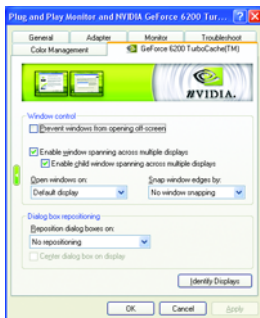 Plug and Play Monitor and NVIDIA GeForce 6200 Tur...
General Adapter Monitor Troubleshoot
Color Management GeForce 6200 TurboCache(TM)
NVIDIA.
Window control
Prevent windows from opening off-screen
Enable window spanning across multiple displays
Enable child window spanning across multiple displays
Open windows on: Snap window edges by:
Default display No window snapping
Dialog box repositioning
Reposition dialog boxes on:
No repositioning
Center dialog box on display
Identify Displays
OK Cancel Apply